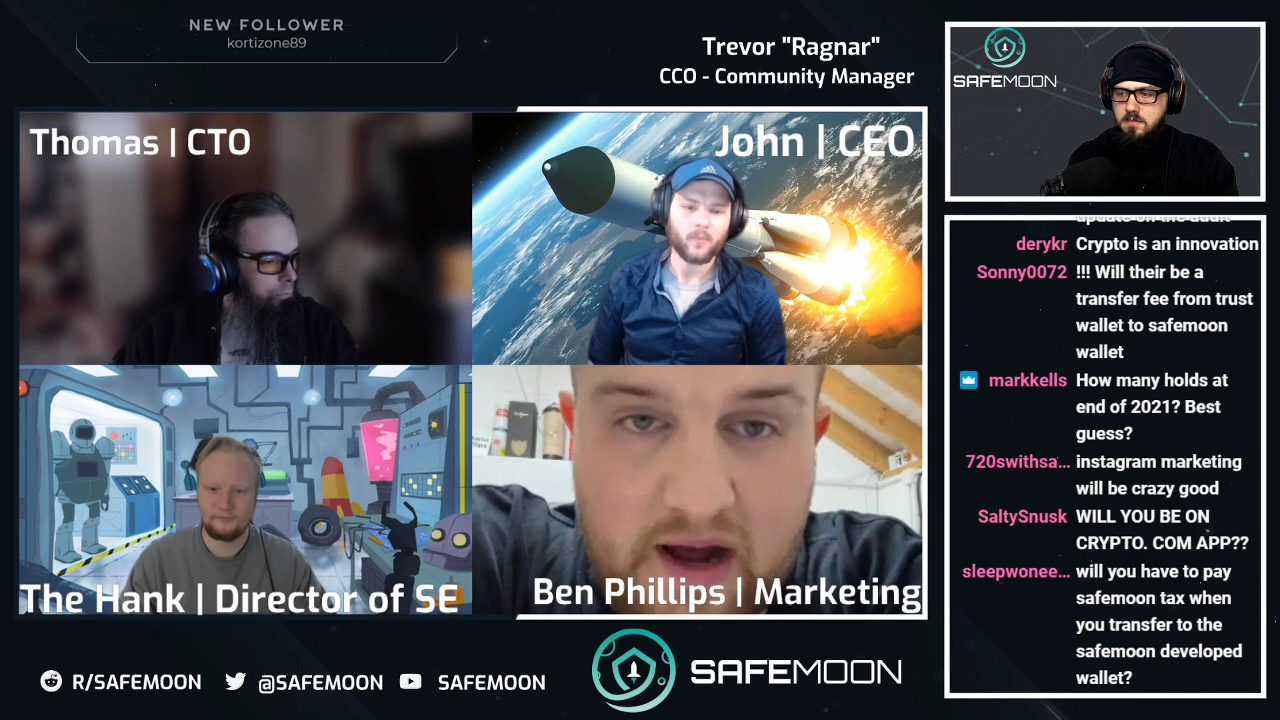 NEW FOLLOWER
kortizone89
Trevor "Ragnar"
CCO - Community Manager
SAFEMOON
Thomas | CTO
John | CEO
The Hank | Director of SE
Ben Phillips | Marketing
derykr Crypto is an innovation
Sonny0072 !!! Will their be a
transfer fee from trust
wallet to safemoon
wallet
markkells How many holds at
end of 2021? Best
guess?
720swithsa... instagram marketing
will be crazy good
SaltySnusk WILL YOU BE ON
CRYPTO. COM APP??
sleepwonee... will you have to pay
safemoon tax when
you transfer to the
safemoon developed
wallet?
R/SAFEMOON
@SAFEMOON
SAFEMOON
SAFEMOON